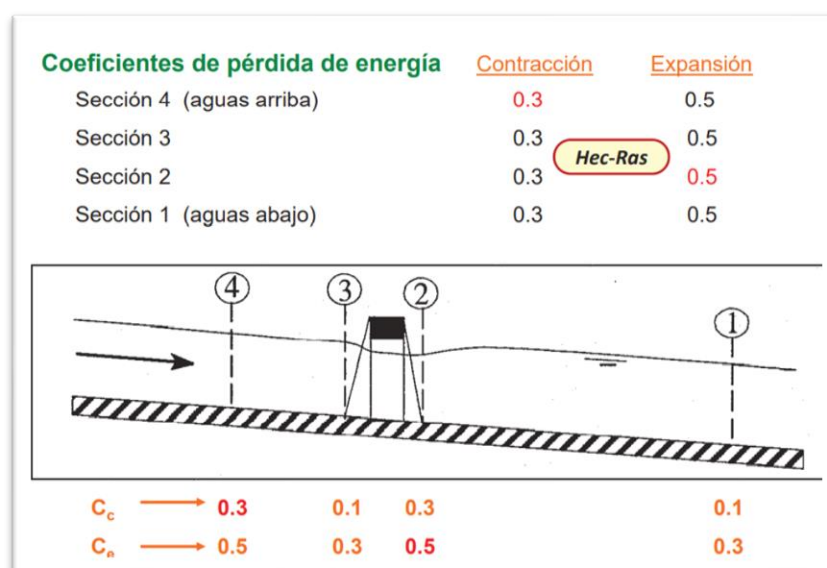 Coeficientes de pérdida de energía Contracción Expansión
Sección 4 (aguas arriba) 0.3 0.5
Sección 3 0.3 0.5
Hec-Ras
Sección 2 0.3 0.5
Sección 1 (aguas abajo) 0.3 0.5
4 3 2 1
Cc 0.3 0.1 0.3 0.1
Ce 0.5 0.3 0.5 0.3